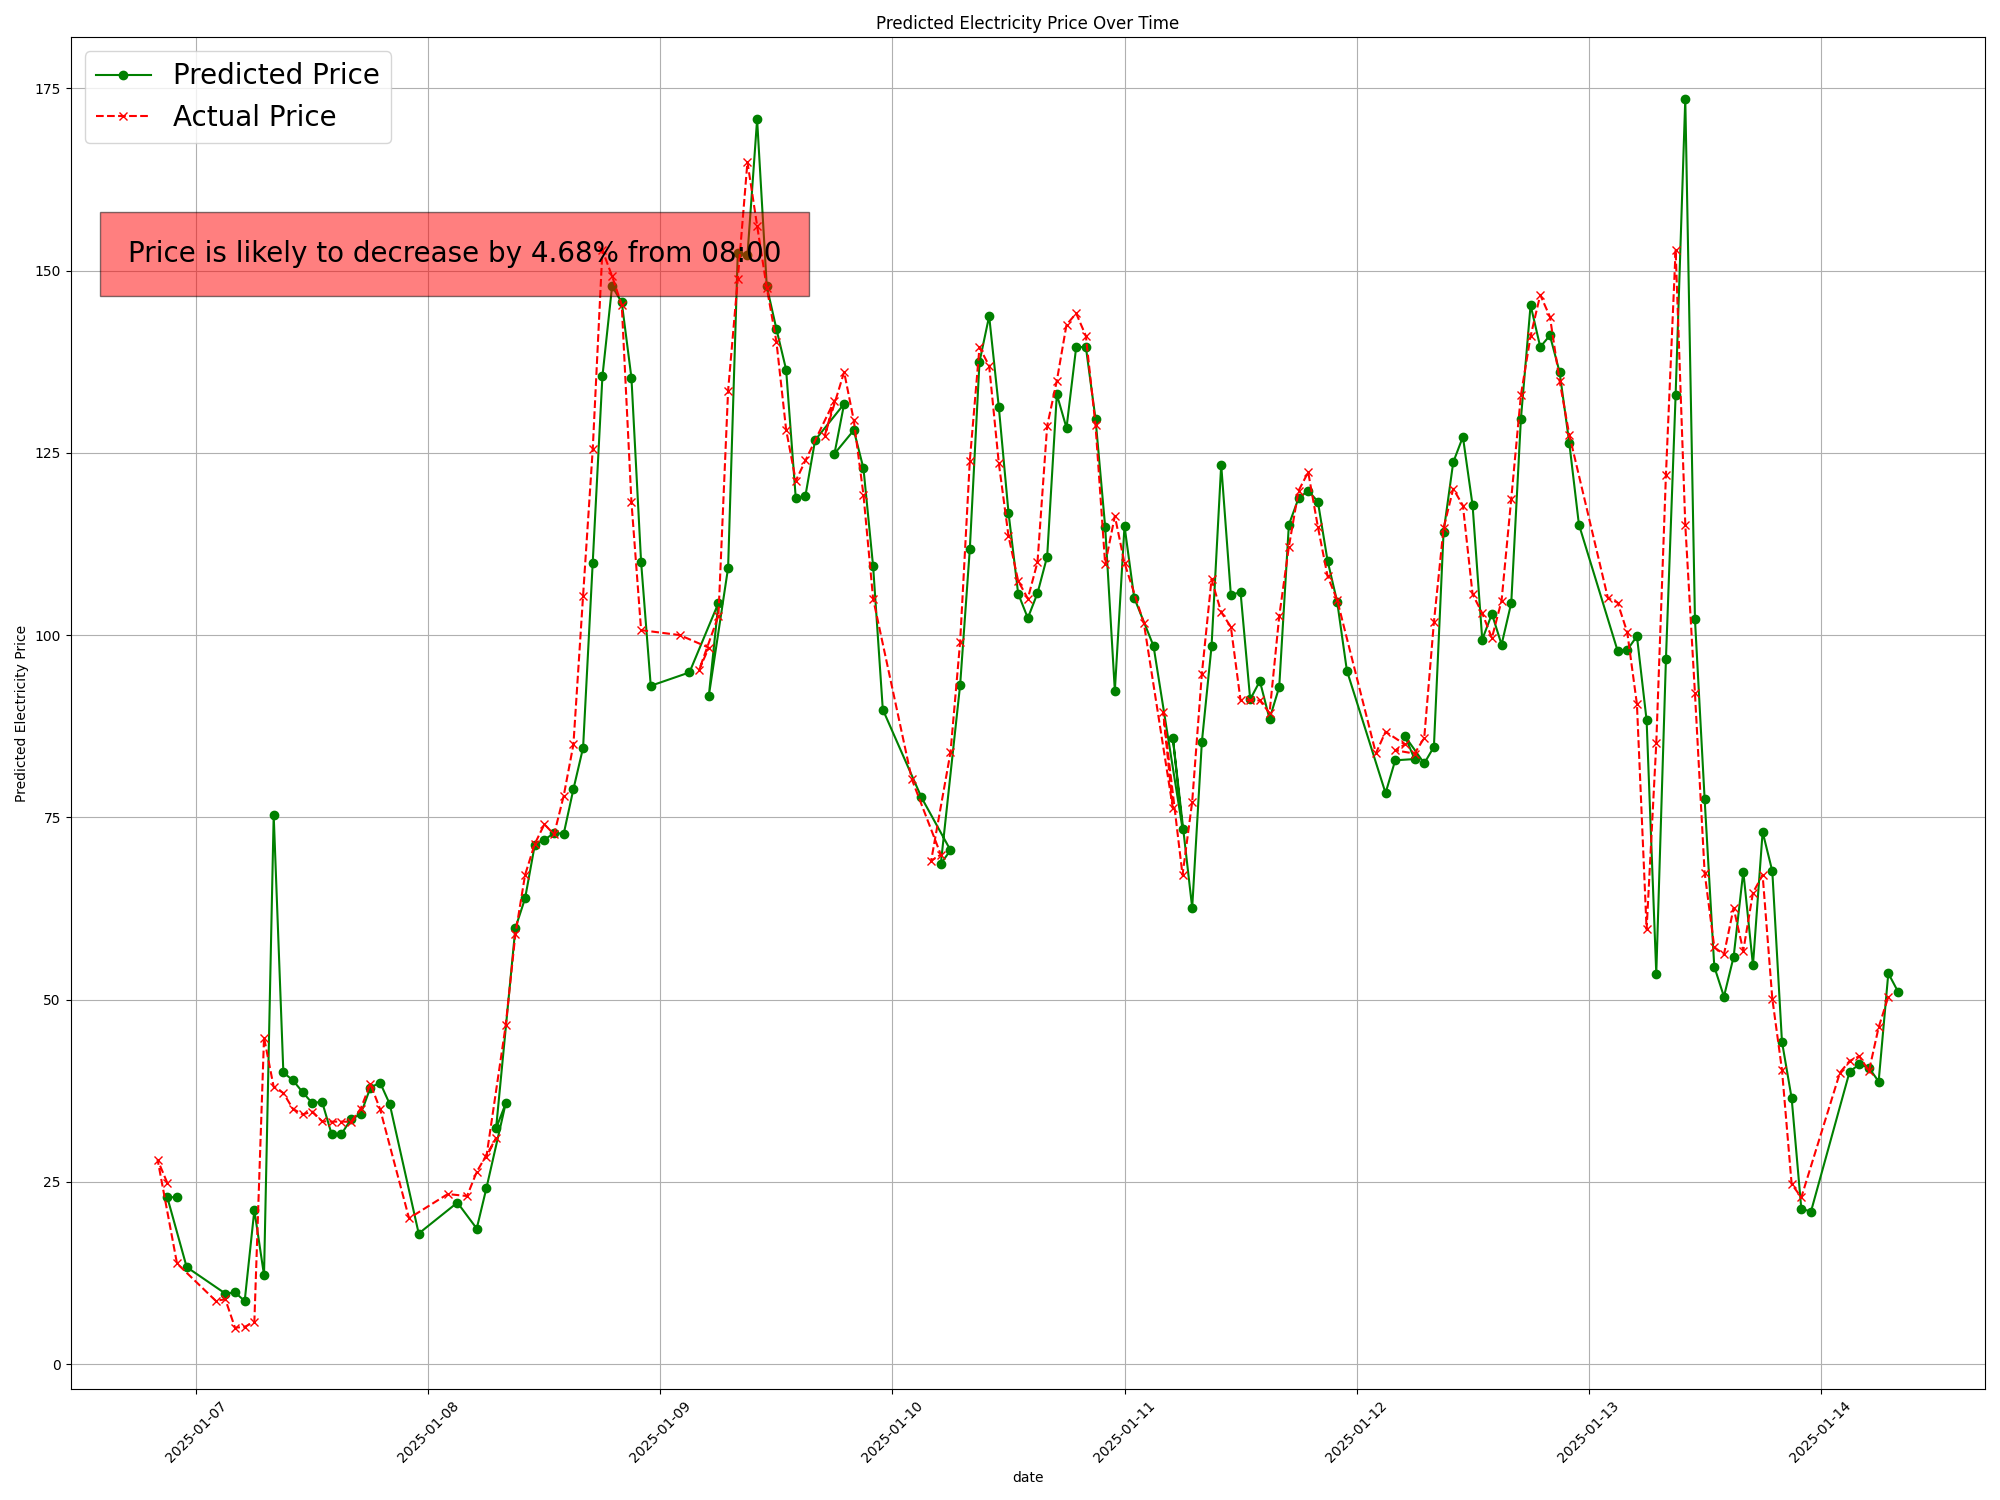 Predicted Electricity Price Over Time
Predicted Price
Actual Price
Price is likely to decrease by 4.68% from 08:00
Predicted Electricity Price
175
150
125
100
75
50
25
0
2025-01-07
2025-01-08
2025-01-09
2025-01-10
2025-01-11
2025-01-12
2025-01-13
2025-01-14
date